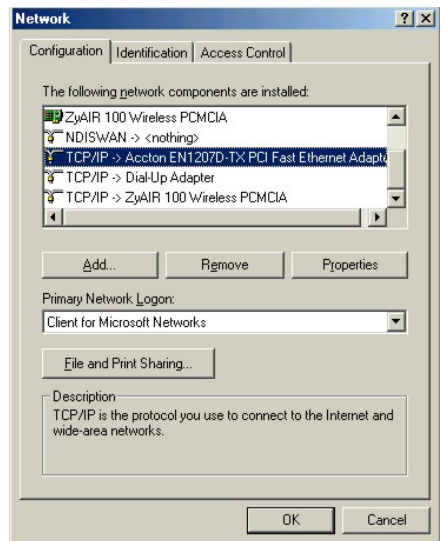 Network
Configuration Identification Access Control
The following network components are installed:
ZyAIR 100 Wireless PCMCIA
NDISWAN -> <nothing>
TCP/IP -> Accton EN1207D-TX PCI Fast Ethernet Adapte
TCP/IP -> Dial-Up Adapter
TCP/IP -> ZyAIR 100 Wireless PCMCIA
Add... Remove Properties
Primary Network Logon:
Client for Microsoft Networks
File and Print Sharing...
Description
TCP/IP is the protocol you use to connect to the Internet and
wide-area networks.
OK Cancel